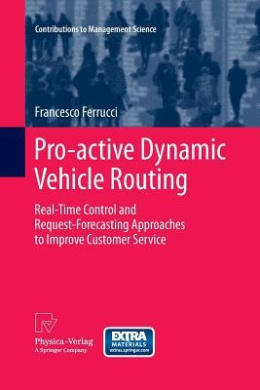 Contributions to Management Science
Francesco Ferrucci
Pro-active Dynamic
Vehicle Routing
Real-Time Control and
Request-Forecasting Approaches
to Improve Customer Service
Physica-Verlag
A Springer Company
EXTRA
MATERIALS
extras.springer.com